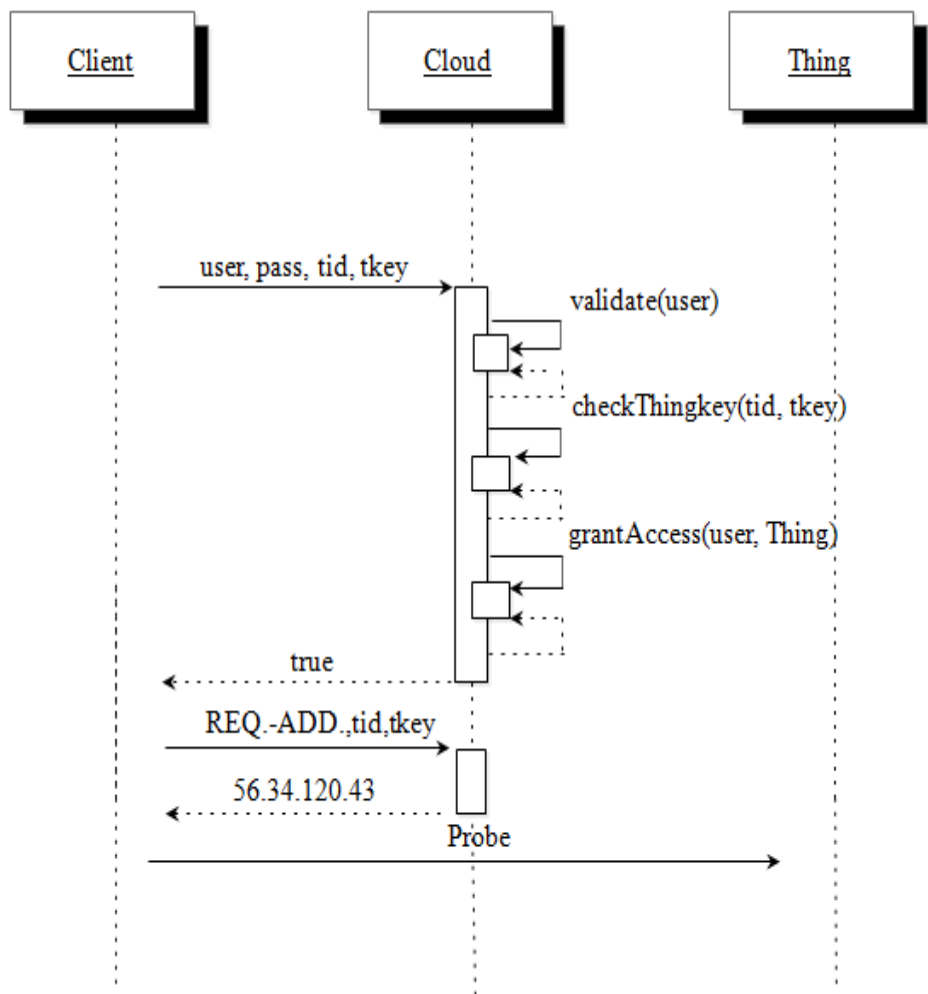 Client
Cloud
Thing
user, pass, tid, tkey
validate(user)
checkThingkey(tid, tkey)
grantAccess(user, Thing)
true
REQ.-ADD.,tid,tkey
56.34.120.43
Probe